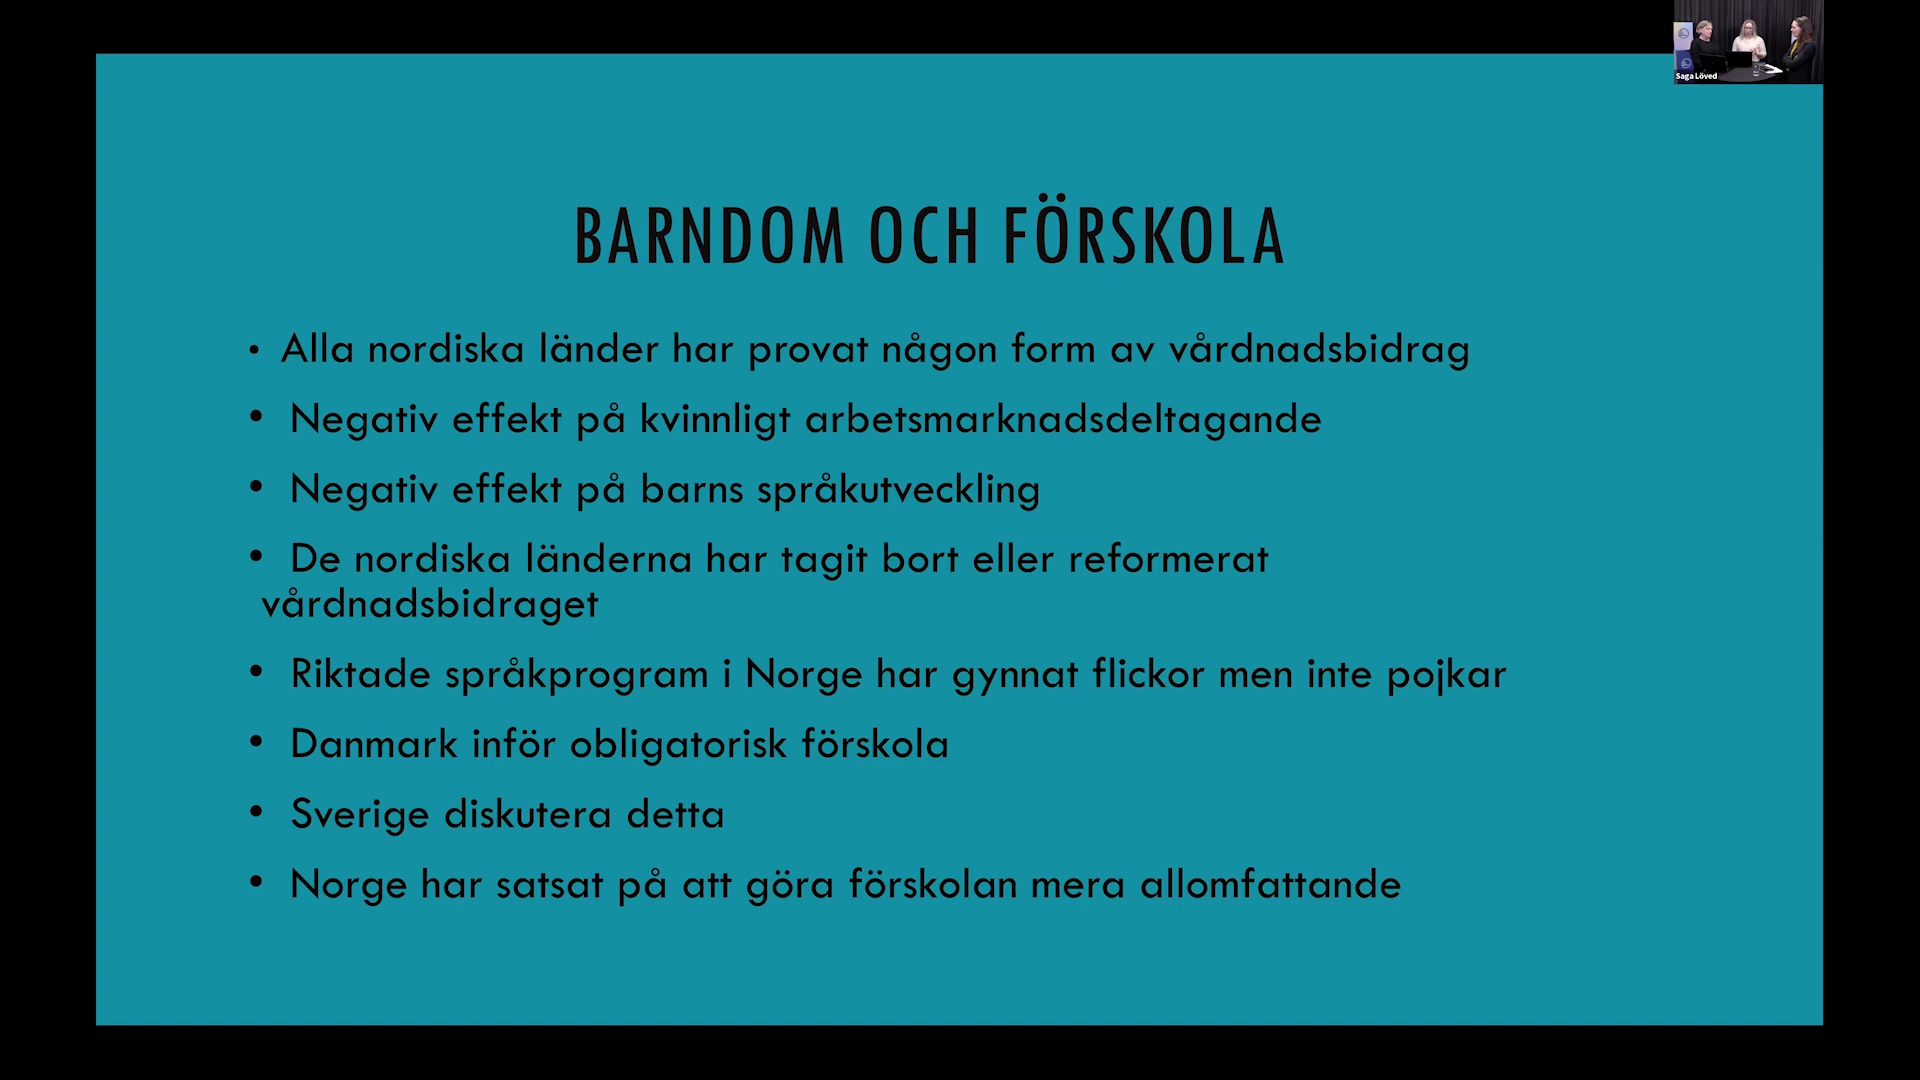 Saga Löved
BARNDOM OCH FÖRSKOLA
• Alla nordiska länder har provat någon form av vårdnadsbidrag
• Negativ effekt på kvinnligt arbetsmarknadsdeltagande
• Negativ effekt på barns språkutveckling
• De nordiska länderna har tagit bort eller reformerat
vårdnadsbidraget
• Riktade språkprogram i Norge har gynnat flickor men inte pojkar
• Danmark inför obligatorisk förskola
• Sverige diskutera detta
• Norge har satsat på att göra förskolan mera allomfattande